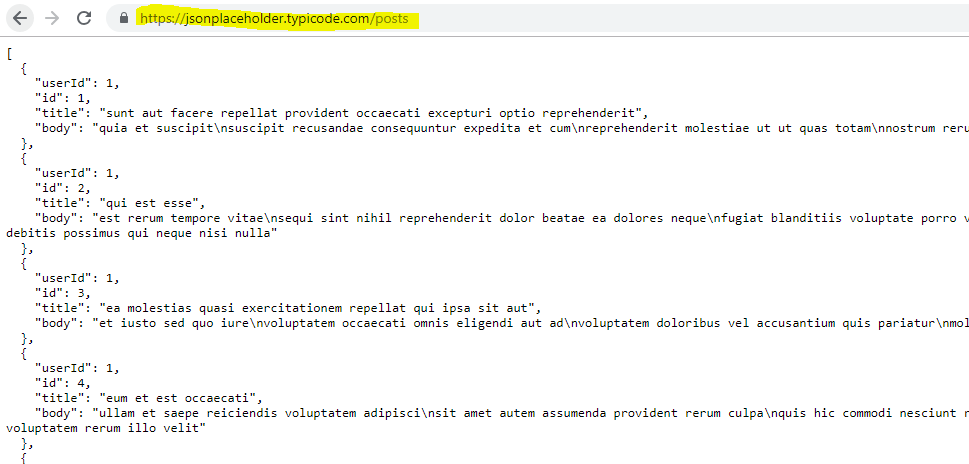 https://jsonplaceholder.typicode.com/posts
[
  {
    "userId": 1,
    "id": 1,
    "title": "sunt aut facere repellat provident occaecati excepturi optio reprehenderit",
    "body": "quia et suscipit\nsuscipit recusandae consequuntur expedita et cum\nreprehenderit molestiae ut ut quas totam\nnostrum reru
  },
  {
    "userId": 1,
    "id": 2,
    "title": "qui est esse",
    "body": "est rerum tempore vitae\nsequi sint nihil reprehenderit dolor beatae ea dolores neque\nfugiat blanditiis voluptate porro v
debitis possimus qui neque nisi nulla"
  },
  {
    "userId": 1,
    "id": 3,
    "title": "ea molestias quasi exercitationem repellat qui ipsa sit aut",
    "body": "et iusto sed quo iure\nvoluptatem occaecati omnis eligendi aut ad\nvoluptatem doloribus vel accusantium quis pariatur\nmol
  },
  {
    "userId": 1,
    "id": 4,
    "title": "eum et est occaecati",
    "body": "ullam et saepe reiciendis voluptatem adipisci\nsit amet autem assumenda provident rerum culpa\nquis hic commodi nesciunt r
voluptatem rerum illo velit"
  },
  {